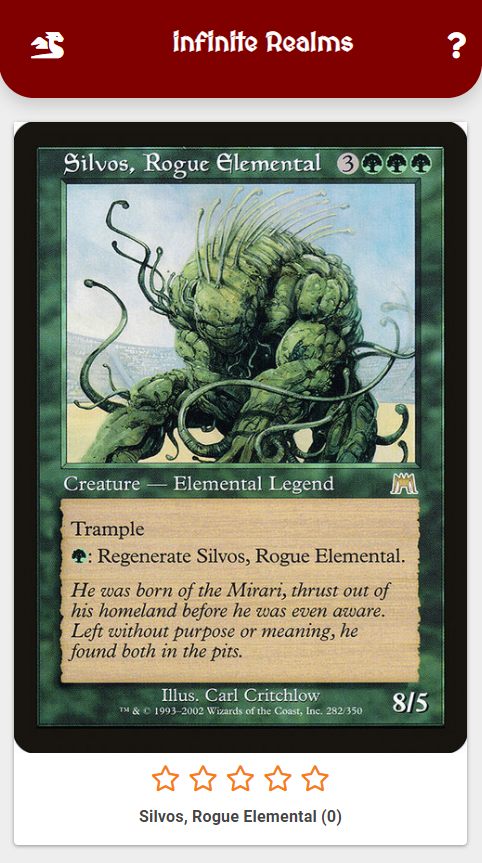 Infinite Realms
?
Silvos, Rogue Elemental 3
Creature — Elemental Legend
Trample
: Regenerate Silvos, Rogue Elemental.
He was born of the Mirari, thrust out of
his homeland before he was even aware.
Left without purpose or meaning, he
found both in the pits.
Illus. Carl Critchlow
™ & © 1993–2002 Wizards of the Coast, Inc. 282/350
8/5
Silvos, Rogue Elemental (0)